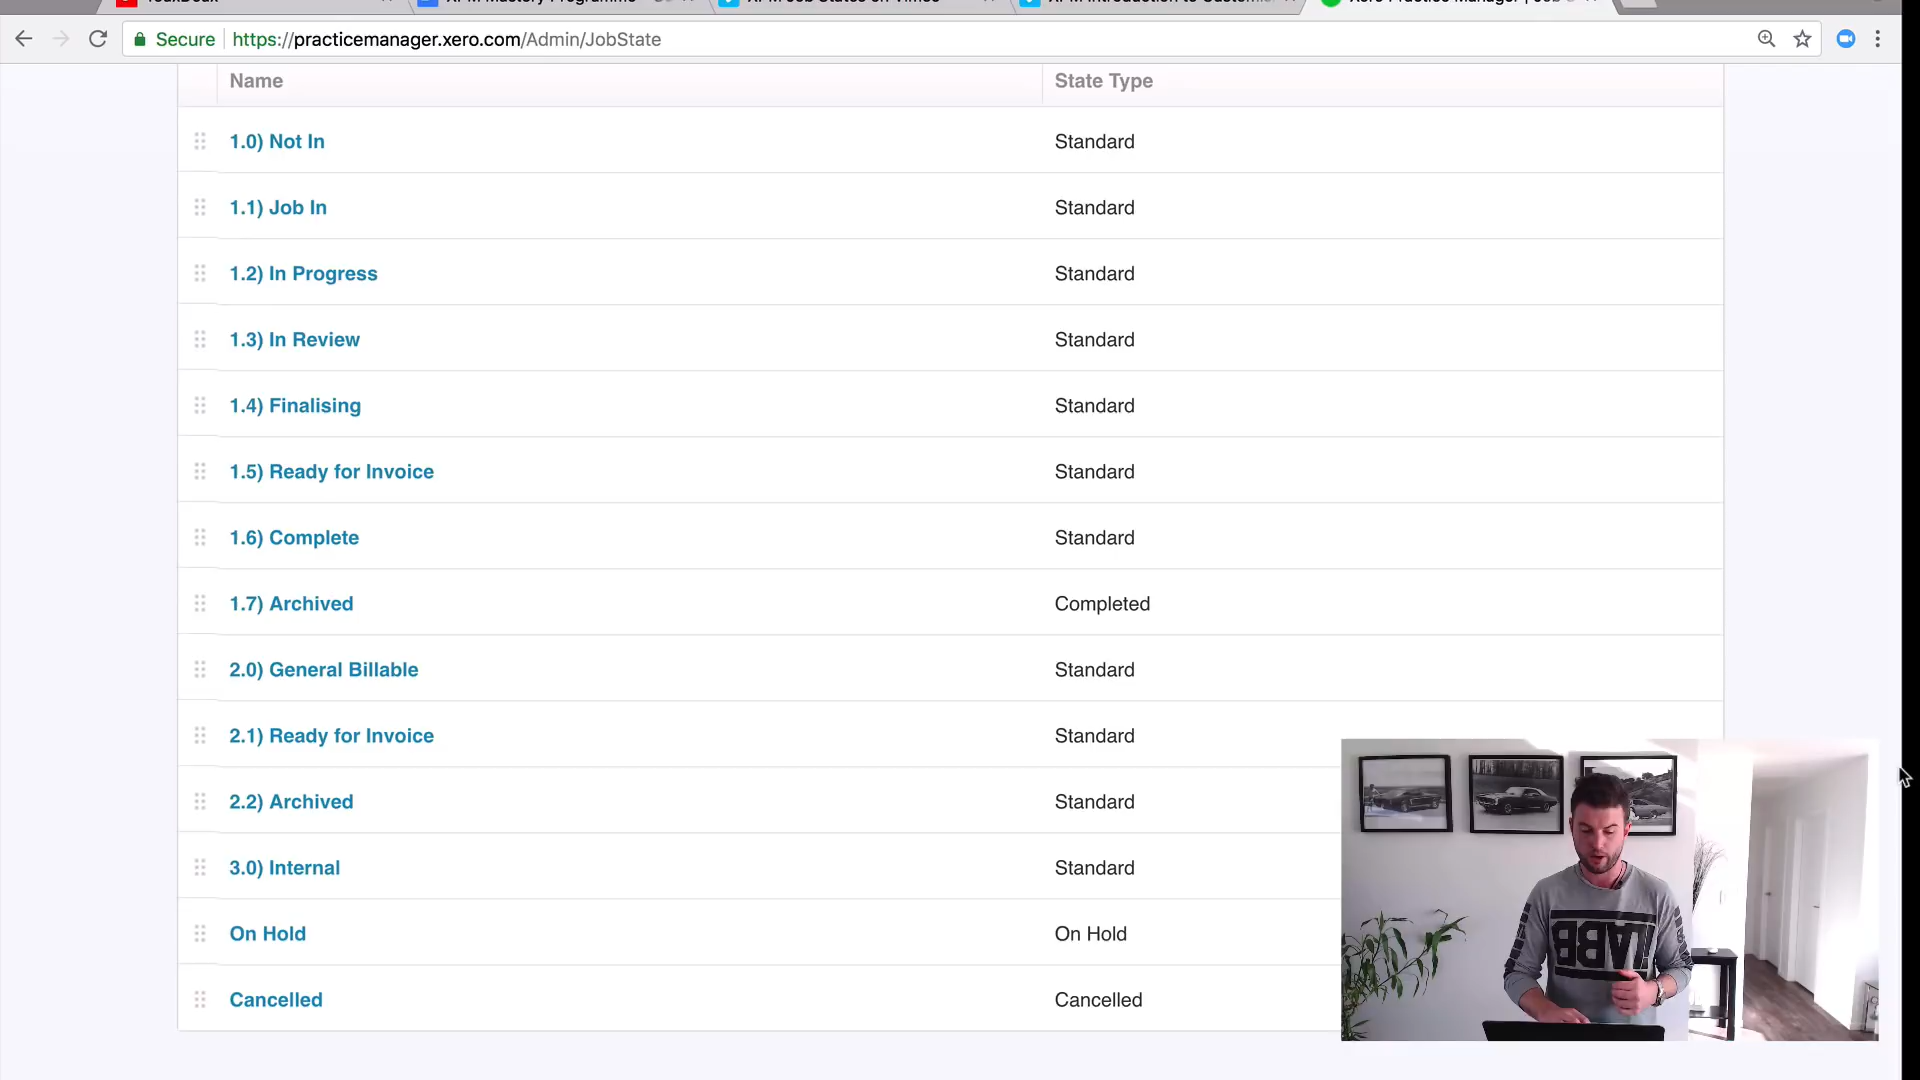 Secure https://practicemanager.xero.com/Admin/JobState
Name State Type
1.0) Not In Standard
1.1) Job In Standard
1.2) In Progress Standard
1.3) In Review Standard
1.4) Finalising Standard
1.5) Ready for Invoice Standard
1.6) Complete Standard
1.7) Archived Completed
2.0) General Billable Standard
2.1) Ready for Invoice Standard
2.2) Archived Standard
3.0) Internal Standard
On Hold On Hold
Cancelled Cancelled